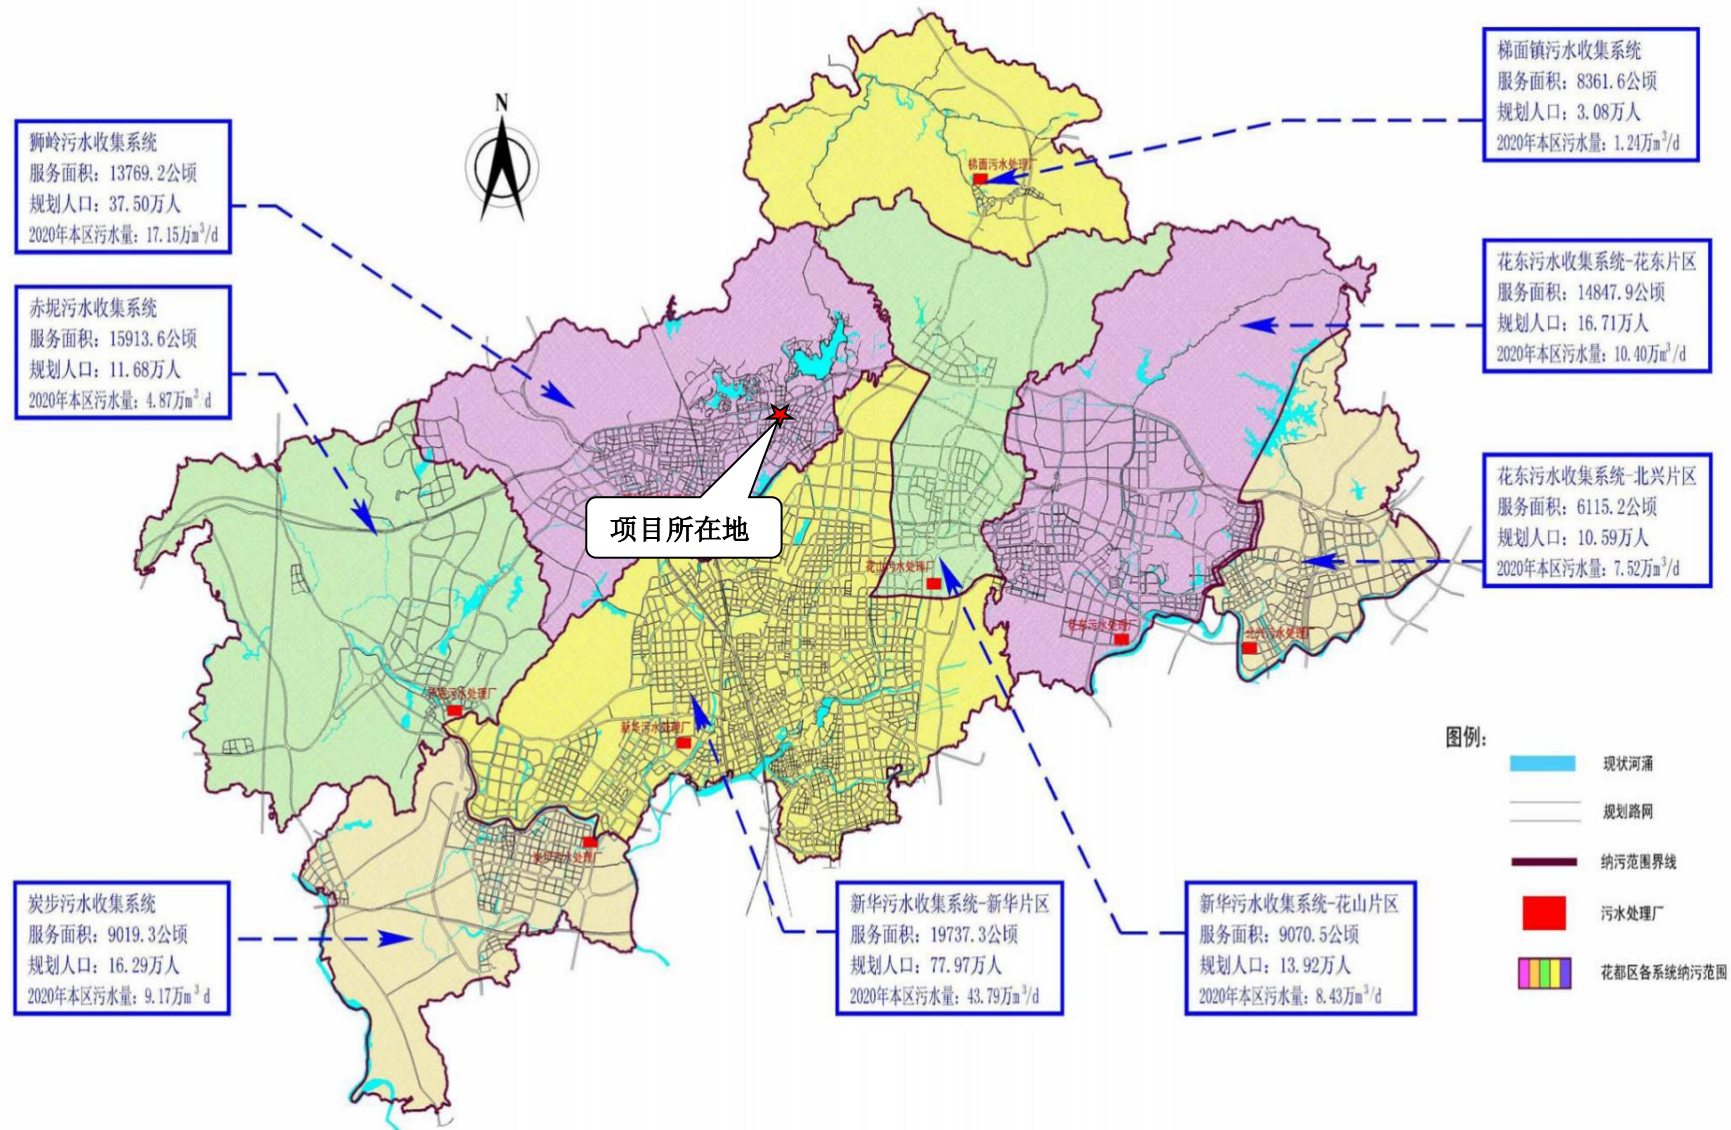 梯面镇污水收集系统
服务面积：8361.6公顷
规划人口：3.08万人
2020年本区污水量：1.24万m³/d
N
狮岭污水收集系统
服务面积：13769.2公顷
规划人口：37.50万人
2020年本区污水量：17.15万m³/d
梯面污水处理厂
花东污水收集系统-花东片区
服务面积：14847.9公顷
规划人口：16.71万人
2020年本区污水量：10.40万m³/d
赤坭污水收集系统
服务面积：15913.6公顷
规划人口：11.68万人
2020年本区污水量：4.87万m³ d
花东污水收集系统-北兴片区
服务面积：6115.2公顷
规划人口：10.59万人
2020年本区污水量：7.52万m³/d
项目所在地
花山污水处理厂
花东污水处理厂
北兴污水处理厂
污水处理厂
新华污水处理厂
图例：
现状河涌
规划路网
纳污范围界线
污水处理厂
花都区各系统纳污范围
污水处理厂
炭步污水收集系统
服务面积：9019.3公顷
规划人口：16.29万人
2020年本区污水量：9.17万m³ d
新华污水收集系统-新华片区
服务面积：19737.3公顷
规划人口：77.97万人
2020年本区污水量：43.79万m³/d
新华污水收集系统-花山片区
服务面积：9070.5公顷
规划人口：13.92万人
2020年本区污水量：8.43万m³/d